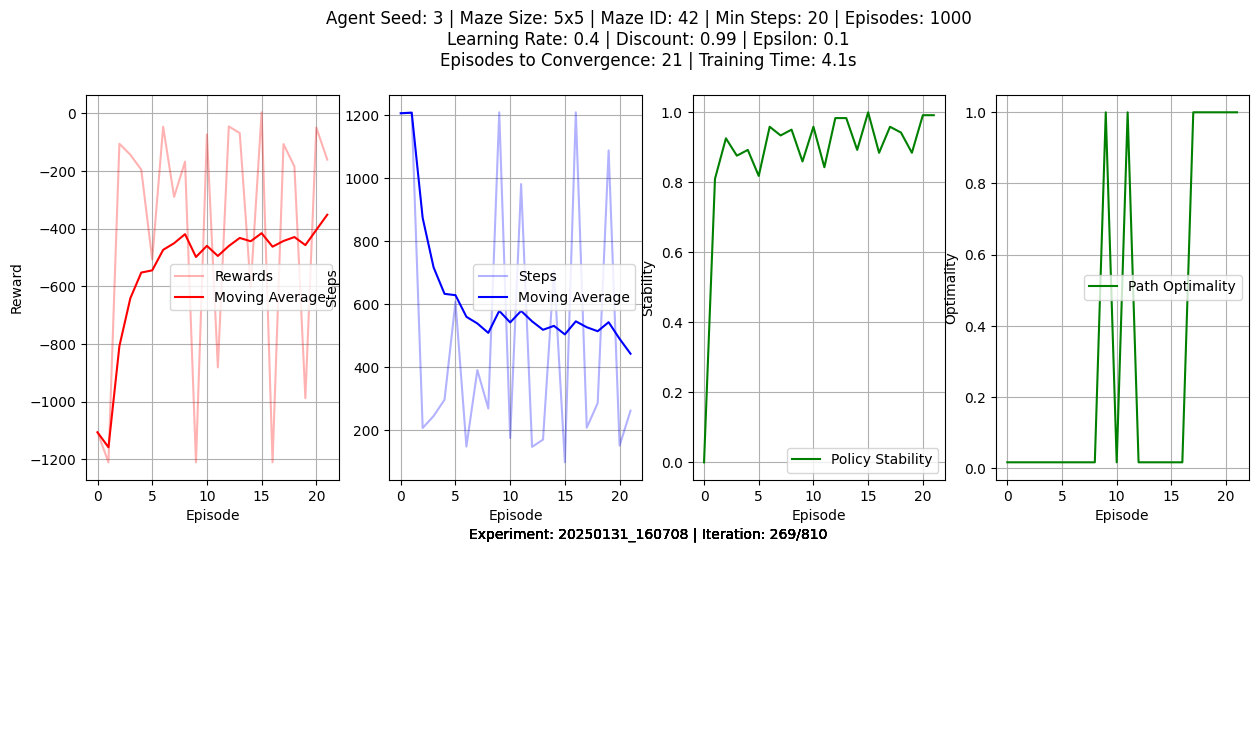 Agent Seed: 3 | Maze Size: 5x5 | Maze ID: 42 | Min Steps: 20 | Episodes: 1000
Learning Rate: 0.4 | Discount: 0.99 | Epsilon: 0.1
Episodes to Convergence: 21 | Training Time: 4.1s
Reward
0
−200
−400
−600
−800
−1000
−1200
Rewards
Moving Average
0 5 10 15 20
Episode
Steps
1200
1000
800
600
400
200
Steps
Moving Average
0 5 10 15 20
Episode
Stability
1.0
0.8
0.6
0.4
0.2
0.0
Policy Stability
0 5 10 15 20
Episode
Optimality
1.0
0.8
0.6
0.4
0.2
0.0
Path Optimality
0 5 10 15 20
Episode
Experiment: 20250131_160708 | Iteration: 269/810